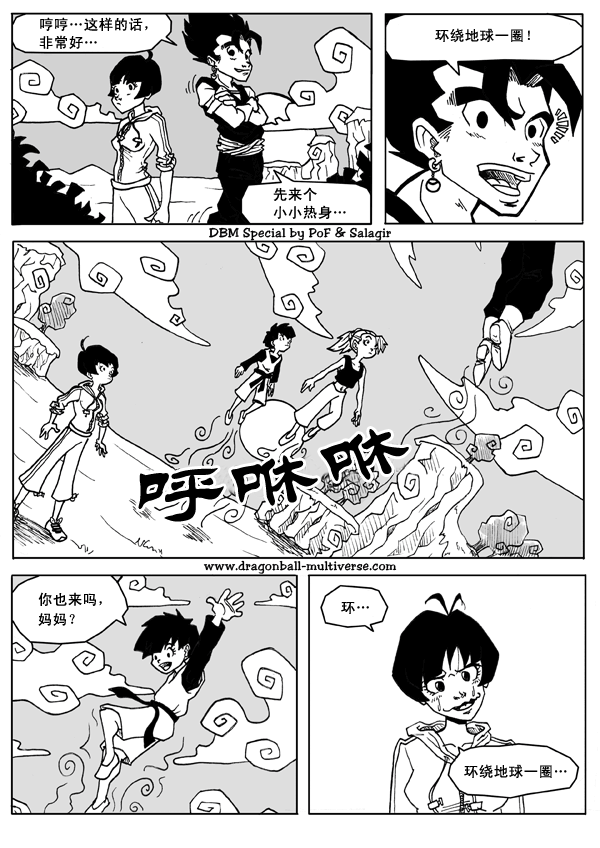 哼哼…这样的话，
非常好…
先来个
小小热身…
环绕地球一圈！
DBM Special by PoF & Salagir
呼咻咻
www.dragonball-multiverse.com
你也来吗，
妈妈？
环…
环绕地球一圈…